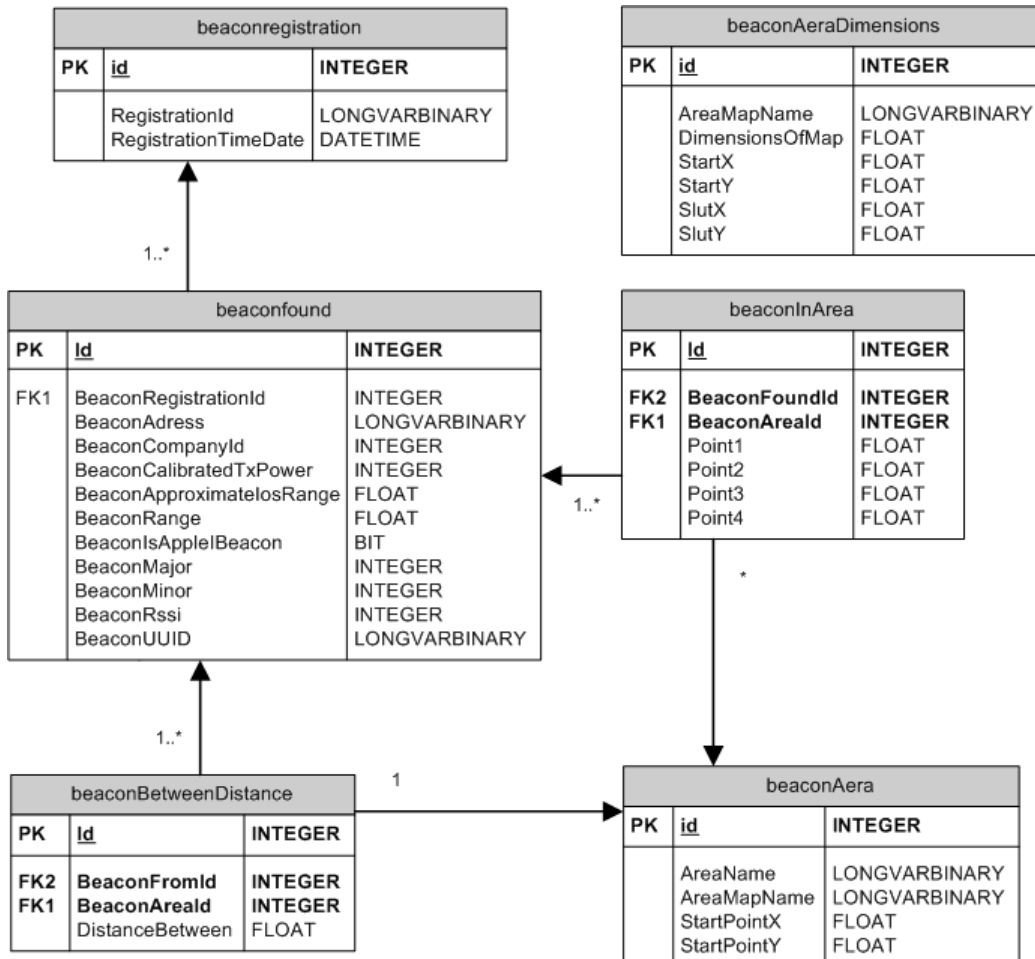 beaconregistration
PK id INTEGER
RegistrationId LONGVARBINARY
RegistrationTimeDate DATETIME
beaconAeraDimensions
PK id INTEGER
AreaMapName LONGVARBINARY
DimensionsOfMap FLOAT
StartX FLOAT
StartY FLOAT
SlutX FLOAT
SlutY FLOAT
1..*
beaconfound
PK Id INTEGER
FK1 BeaconRegistrationId INTEGER
BeaconAdress LONGVARBINARY
BeaconCompanyId INTEGER
BeaconCalibratedTxPower INTEGER
BeaconApproximatelosRange FLOAT
BeaconRange FLOAT
BeaconIsAppleIBeacon BIT
BeaconMajor INTEGER
BeaconMinor INTEGER
BeaconRssi INTEGER
BeaconUUID LONGVARBINARY
beaconInArea
PK Id INTEGER
FK2 BeaconFoundId INTEGER
FK1 BeaconAreaId INTEGER
Point1 FLOAT
Point2 FLOAT
Point3 FLOAT
Point4 FLOAT
1..*
*
1..*
1
beaconBetweenDistance
PK Id INTEGER
FK2 BeaconFromId INTEGER
FK1 BeaconAreaId INTEGER
DistanceBetween FLOAT
beaconAera
PK id INTEGER
AreaName LONGVARBINARY
AreaMapName LONGVARBINARY
StartPointX FLOAT
StartPointY FLOAT